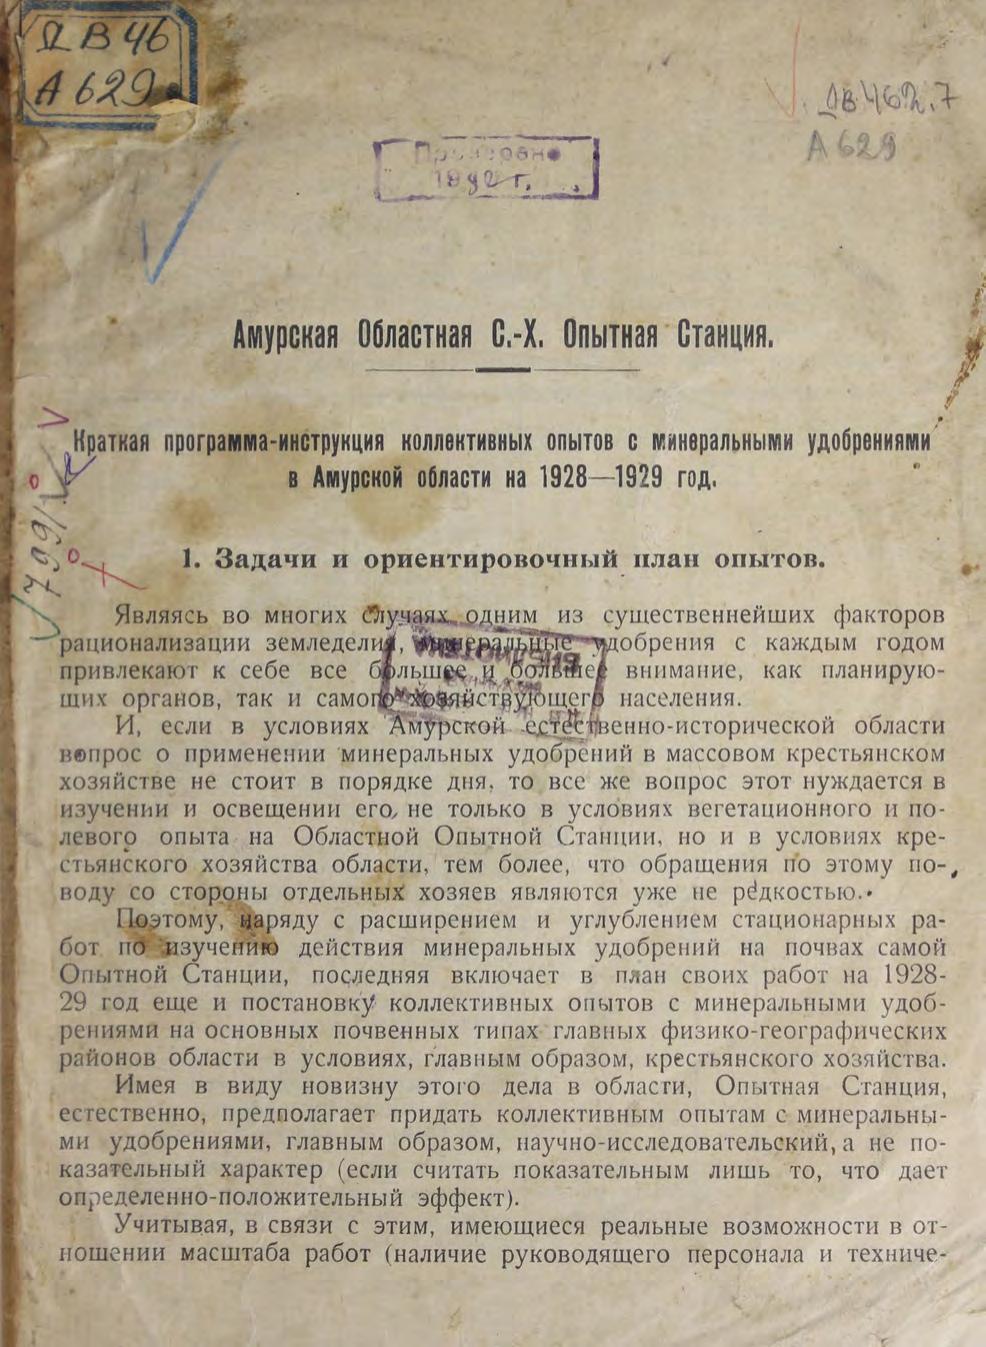 ДВ 46
А 629
ДВ 462.7
А 629
Проверено
Амурская Областная С.-Х. Опытная Станция.
Краткая программа-инструкция коллективных опытов с минеральными удобрениями
в Амурской области на 1928—1929 год.
1. Задачи и ориентировочный план опытов.
Являясь во многих случаях одним из существеннейших факторов
рационализации земледелия, минеральные удобрения с каждым годом
привлекают к себе все большее и большее внимание, как планирую-
щих органов, так и самого хозяйствующего населения.
И, если в условиях Амурской естественно-исторической области
вопрос о применении минеральных удобрений в массовом крестьянском
хозяйстве не стоит в порядке дня, то все же вопрос этот нуждается в
изучении и освещении его, не только в условиях вегетационного и по-
левого опыта на Областной Опытной Станции, но и в условиях кре-
стьянского хозяйства области, тем более, что обращения по этому по-
воду со стороны отдельных хозяев являются уже не редкостью.
Поэтому, наряду с расширением и углублением стационарных ра-
бот по изучению действия минеральных удобрений на почвах самой
Опытной Станции, последняя включает в план своих работ на 1928-
29 год еще и постановку коллективных опытов с минеральными удоб-
рениями на основных почвенных типах главных физико-географических
районов области в условиях, главным образом, крестьянского хозяйства.
Имея в виду новизну этого дела в области, Опытная Станция,
естественно, предполагает придать коллективным опытам с минеральны-
ми удобрениями, главным образом, научно-исследовательский, а не по-
казательный характер (если считать показательным лишь то, что дает
определенно-положительный эффект).
Учитывая, в связи с этим, имеющиеся реальные возможности в от-
ношении масштаба работ (наличие руководящего персонала и техниче-